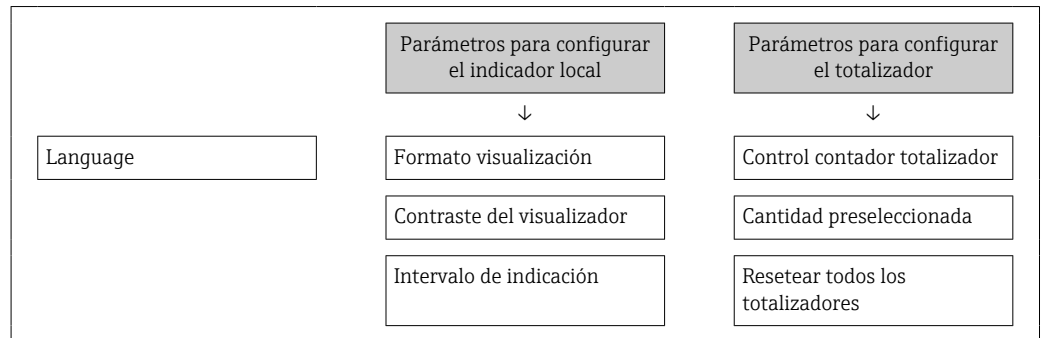 Parámetros para configurar
el indicador local
Parámetros para configurar
el totalizador
↓
↓
Language
Formato visualización
Control contador totalizador
Contraste del visualizador
Cantidad preseleccionada
Intervalo de indicación
Resetear todos los
totalizadores